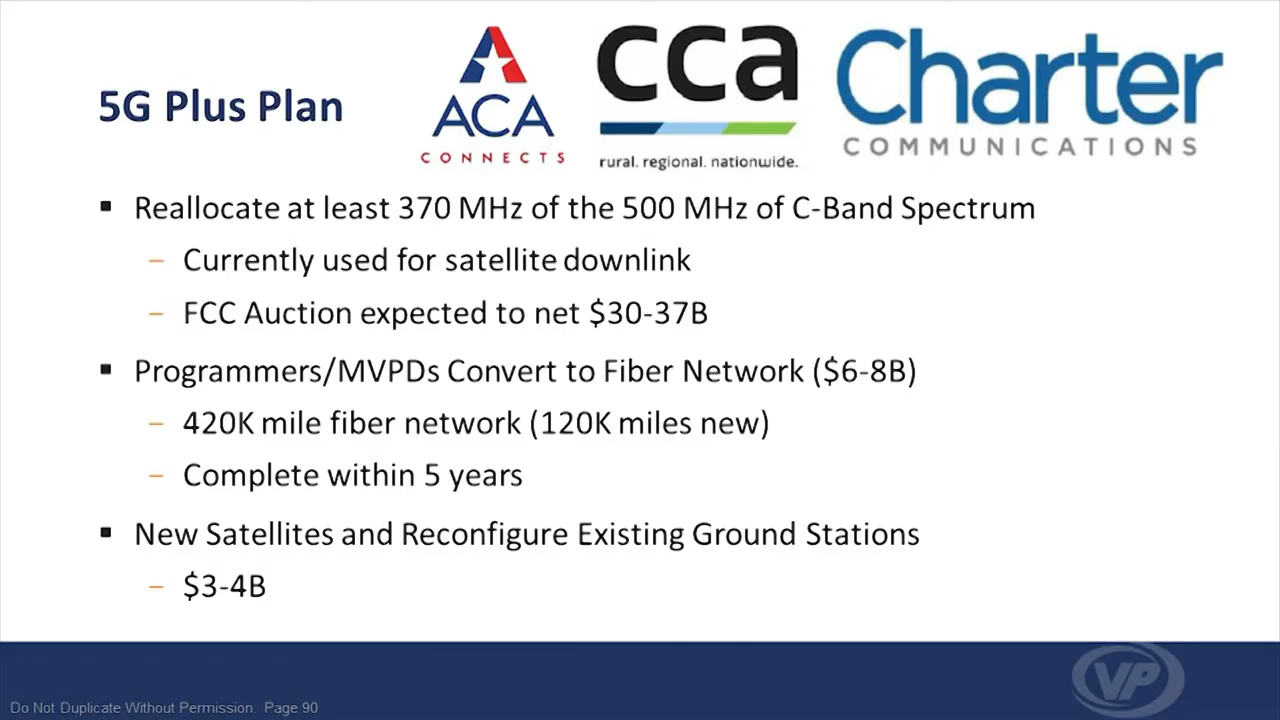 5G Plus Plan
ACA
CONNECTS
cca
rural. regional. nationwide.
Charter
COMMUNICATIONS
▪ Reallocate at least 370 MHz of the 500 MHz of C-Band Spectrum
– Currently used for satellite downlink
– FCC Auction expected to net $30-37B
▪ Programmers/MVPDs Convert to Fiber Network ($6-8B)
– 420K mile fiber network (120K miles new)
– Complete within 5 years
▪ New Satellites and Reconfigure Existing Ground Stations
– $3-4B
Do Not Duplicate Without Permission. Page 90
VP